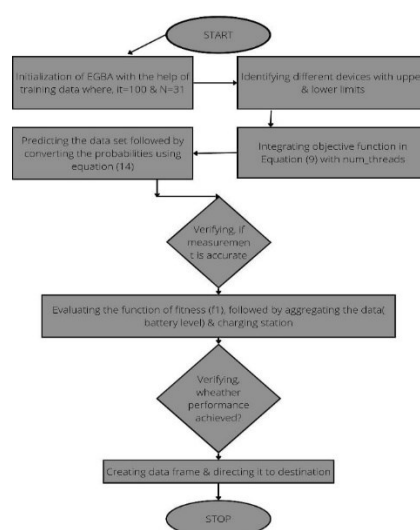 START
Initialization of EGBA with the help of
training data where, it=100 & N=31
Identifying different devices with upper
& lower limits
Predicting the data set followed by
converting the probabilities using
equation (14)
Integrating objective function in
Equation (9) with num_threads
Verifying, if
measuremen
t is accurate
Evaluating the function of fitness (f1), followed by aggregating the data(
battery level) & charging station
Verifying,
wheather
performance
achieved?
Creating data frame & directing it to destination
STOP